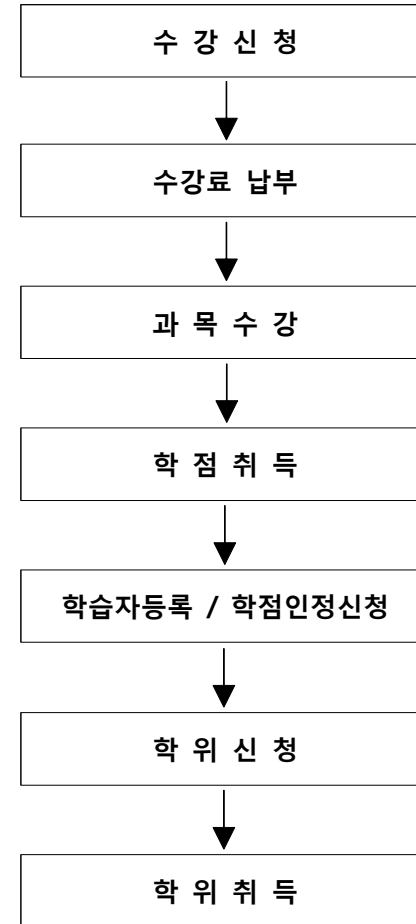 수 강 신 청
수강료 납부
과 목 수 강
학 점 취 득
학습자등록 / 학점인정신청
학 위 신 청
학 위 취 득